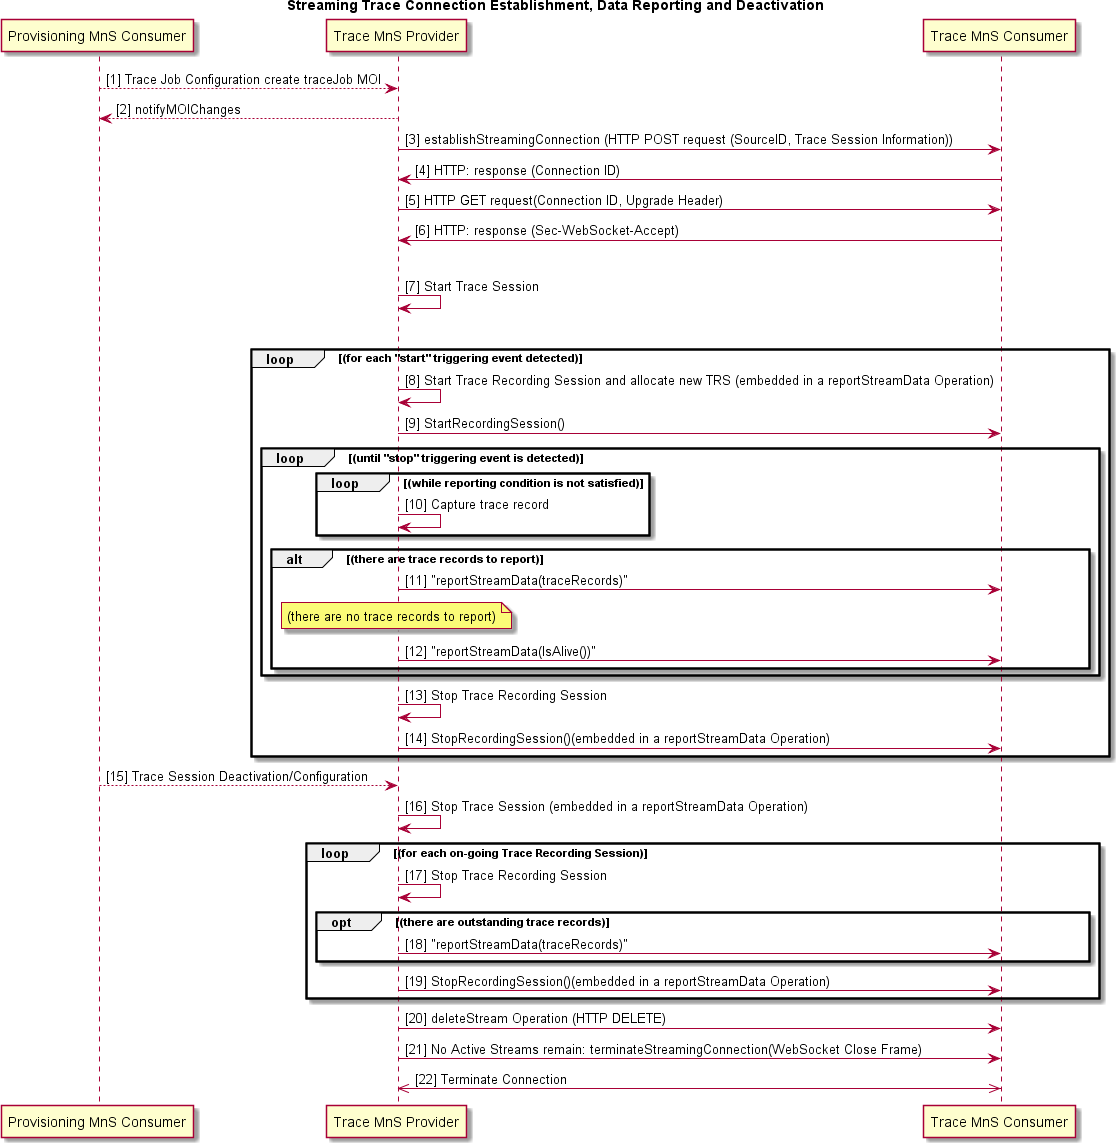 Streaming Trace Connection Establishment, Data Reporting and Deactivation
Provisioning MnS Consumer
Trace MnS Provider
Trace MnS Consumer
[1] Trace Job Configuration create traceJob MOI
[2] notifyMOIChanges
[3] establishStreamingConnection (HTTP POST request (SourceID, Trace Session Information))
[4] HTTP: response (Connection ID)
[5] HTTP GET request(Connection ID, Upgrade Header)
[6] HTTP: response (Sec-WebSocket-Accept)
[7] Start Trace Session
loop [(for each "start" triggering event detected)]
[8] Start Trace Recording Session and allocate new TRS (embedded in a reportStreamData Operation)
[9] StartRecordingSession()
loop [(until "stop" triggering event is detected)]
loop [(while reporting condition is not satisfied)]
[10] Capture trace record
alt [(there are trace records to report)]
[11] "reportStreamData(traceRecords)"
(there are no trace records to report)
[12] "reportStreamData(IsAlive())"
[13] Stop Trace Recording Session
[14] StopRecordingSession()(embedded in a reportStreamData Operation)
[15] Trace Session Deactivation/Configuration
[16] Stop Trace Session (embedded in a reportStreamData Operation)
loop [(for each on-going Trace Recording Session)]
[17] Stop Trace Recording Session
opt [(there are outstanding trace records)]
[18] "reportStreamData(traceRecords)"
[19] StopRecordingSession()(embedded in a reportStreamData Operation)
[20] deleteStream Operation (HTTP DELETE)
[21] No Active Streams remain: terminateStreamingConnection(WebSocket Close Frame)
[22] Terminate Connection
Provisioning MnS Consumer
Trace MnS Provider
Trace MnS Consumer